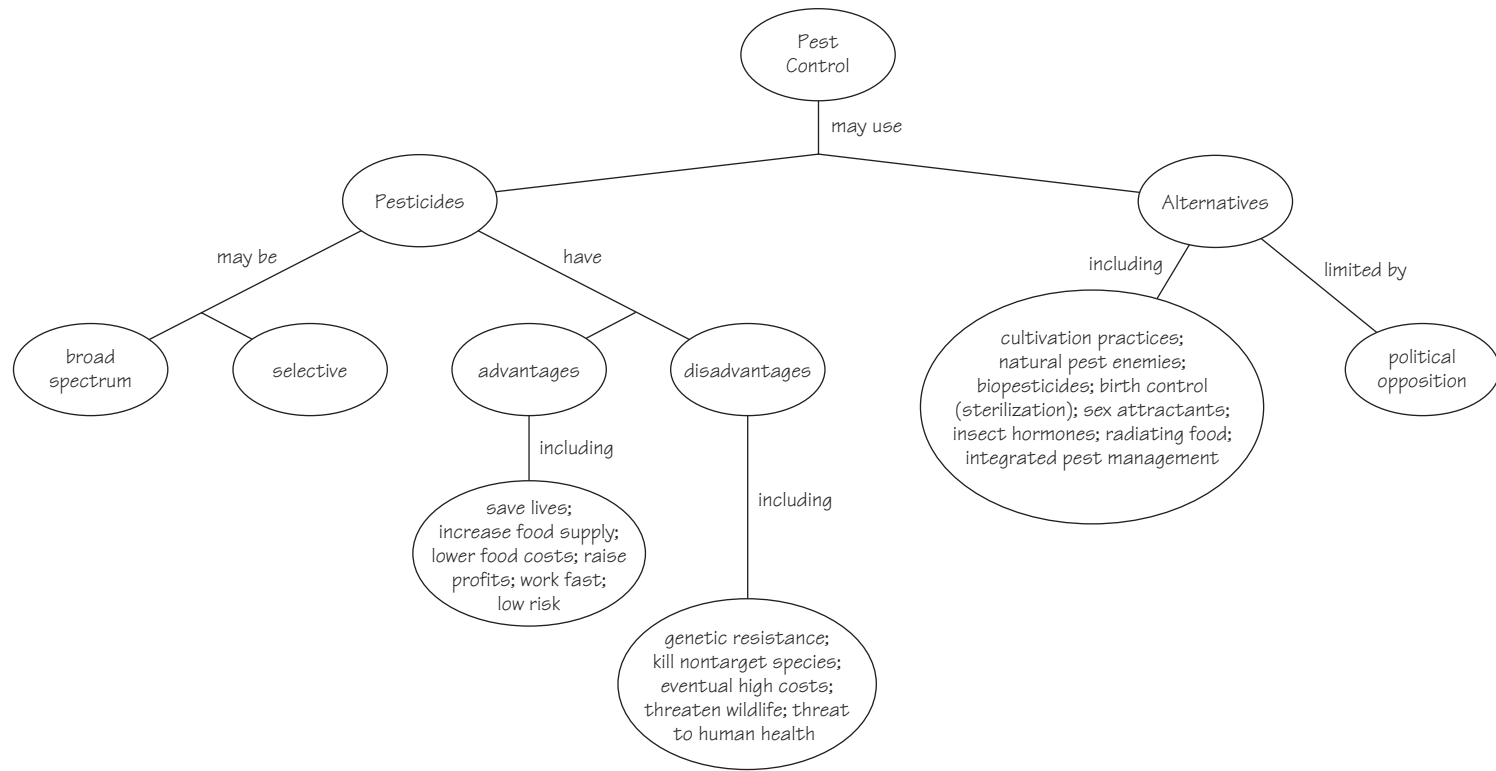 Pest
Control
may use
Pesticides
Alternatives
may be
have
including
limited by
broad
spectrum
selective
advantages
disadvantages
cultivation practices;
natural pest enemies;
biopesticides; birth control
(sterilization); sex attractants;
insect hormones; radiating food;
integrated pest management
political
opposition
including
including
save lives;
increase food supply;
lower food costs; raise
profits; work fast;
low risk
genetic resistance;
kill nontarget species;
eventual high costs;
threaten wildlife; threat
to human health